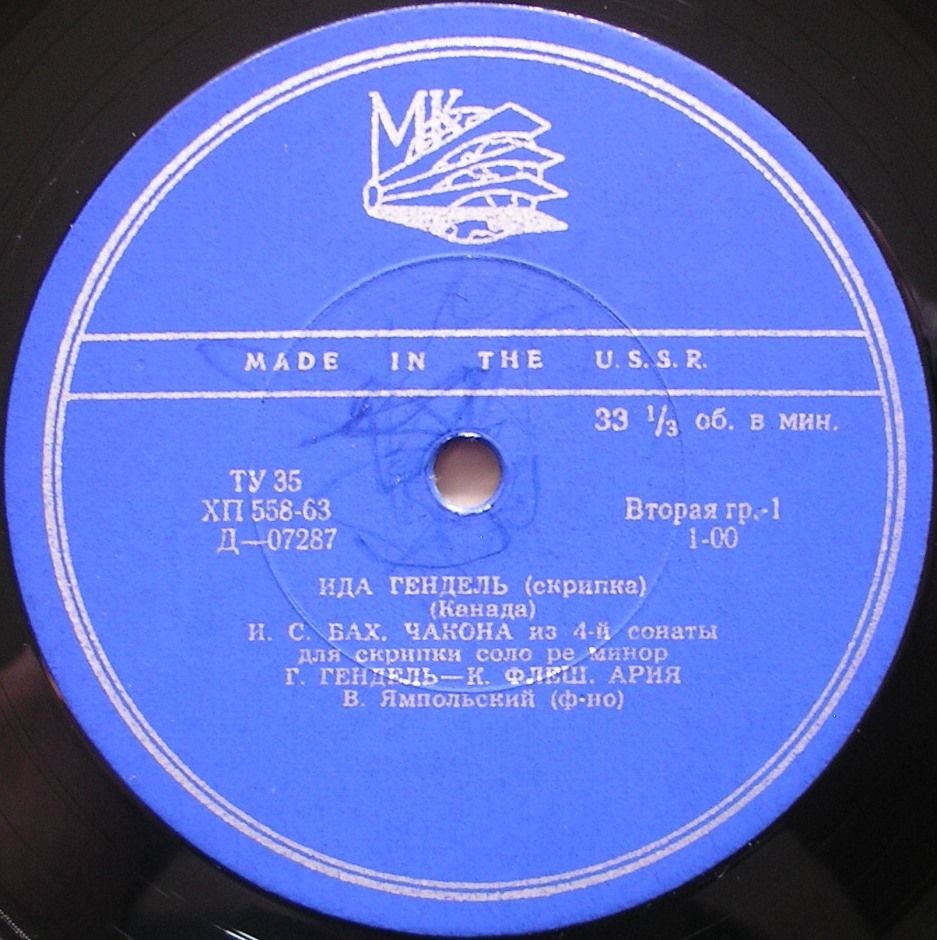 МК
MADE IN THE U.S.S.R.
33 1/3 об. в мин.
ТУ 35
ХП 558-63
Д—07287
Вторая гр.-1
1-00
ИДА ГЕНДЕЛЬ (скрипка)
(Канада)
И. С. БАХ. ЧАКОНА из 4-й сонаты
для скрипки соло ре минор
Г. ГЕНДЕЛЬ—К. ФЛЕШ. АРИЯ
В. Ямпольский (ф-но)